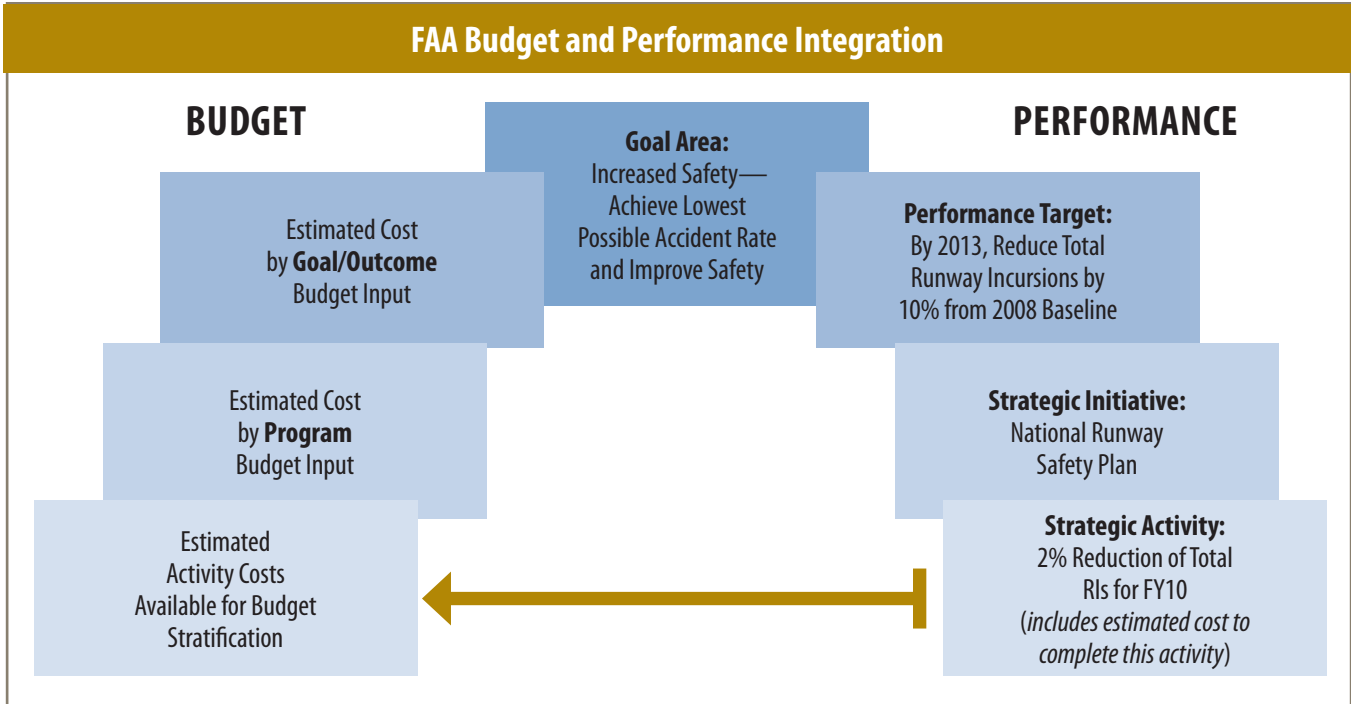 FAA Budget and Performance Integration
BUDGET
PERFORMANCE
Goal Area:
Increased Safety—
Achieve Lowest
Possible Accident Rate
and Improve Safety
Estimated Cost
by Goal/Outcome
Budget Input
Performance Target:
By 2013, Reduce Total
Runway Incursions by
10% from 2008 Baseline
Estimated Cost
by Program
Budget Input
Strategic Initiative:
National Runway
Safety Plan
Estimated
Activity Costs
Available for Budget
Stratification
Strategic Activity:
2% Reduction of Total
RIs for FY10
(includes estimated cost to
complete this activity)